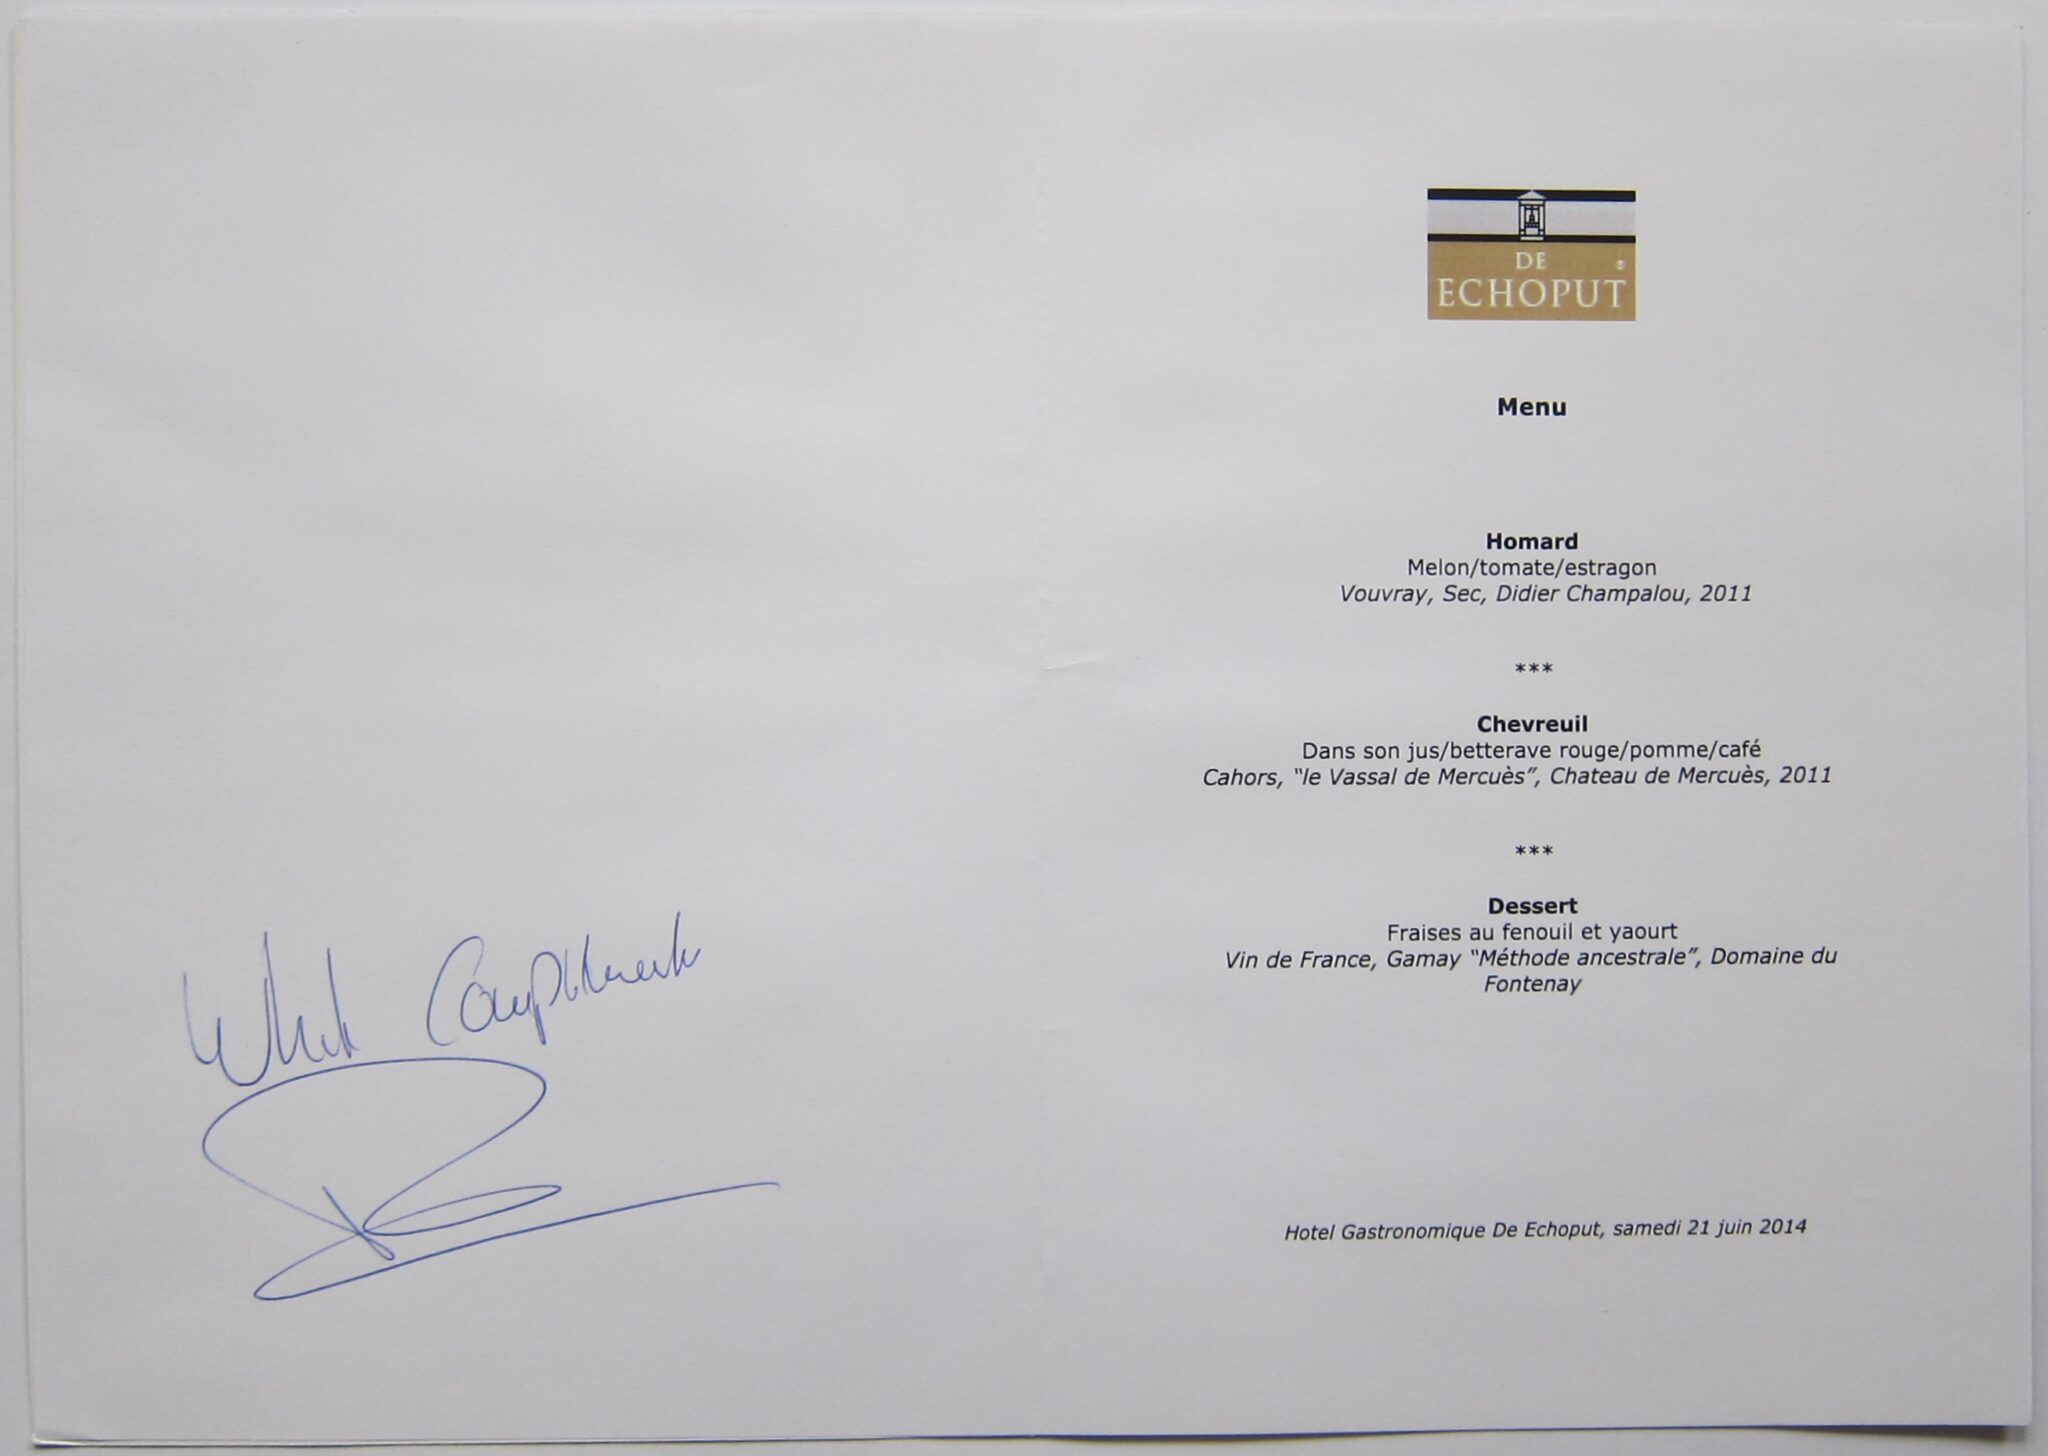 With Compliments
DE
ECHOPUT
Menu
Homard
Melon/tomate/estragon
Vouvray, Sec, Didier Champalou, 2011
***
Chevreuil
Dans son jus/betterave rouge/pomme/café
Cahors, “le Vassal de Mercuès”, Chateau de Mercuès, 2011
***
Dessert
Fraises au fenouil et yaourt
Vin de France, Gamay “Méthode ancestrale”, Domaine du
Fontenay
Hotel Gastronomique De Echoput, samedi 21 juin 2014